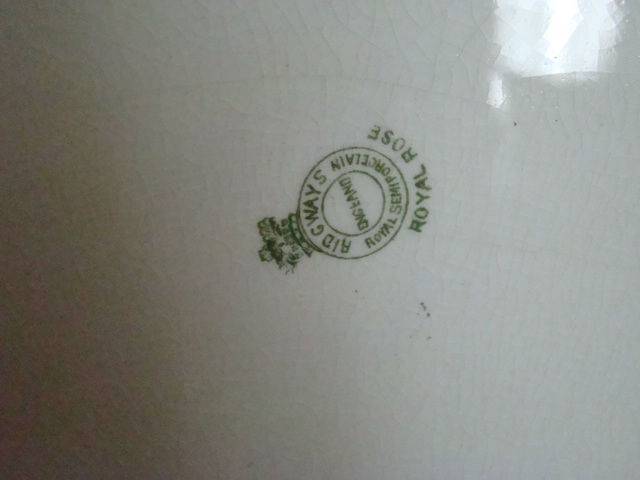 RIDGWAYS
ROYAL SEMI PORCELAIN
ENGLAND
ROYAL ROSE